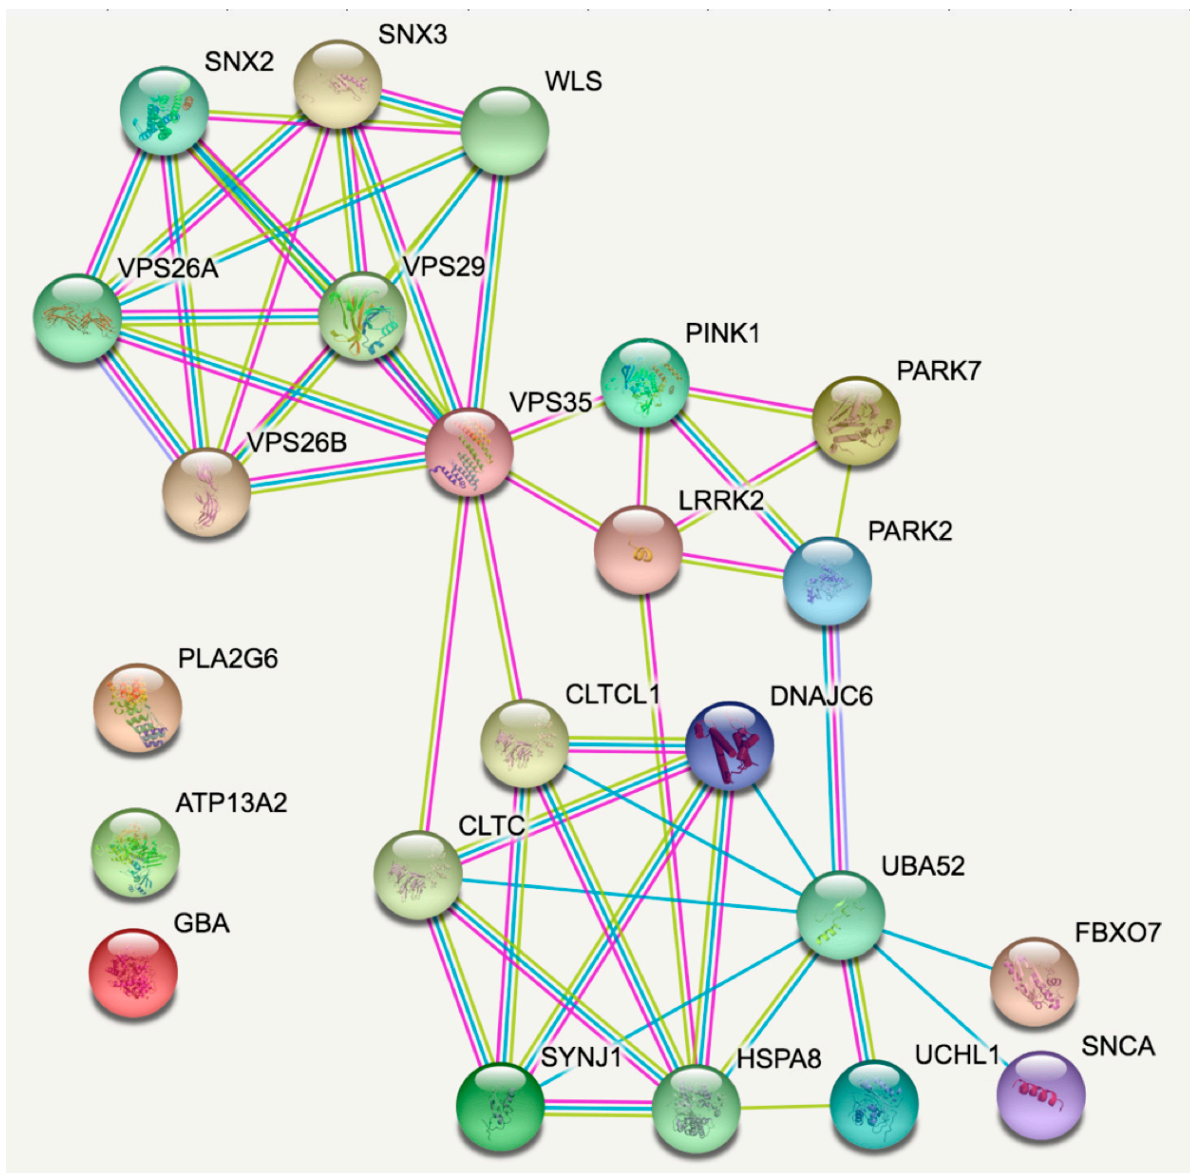 SNX3
SNX2
WLS
VPS26A
VPS29
PINK1
PARK7
VPS35
VPS26B
LRRK2
PARK2
PLA2G6
CLTCL1
DNAJC6
ATP13A2
CLTC
UBA52
GBA
FBXO7
SYNJ1
HSPA8
UCHL1
SNCA